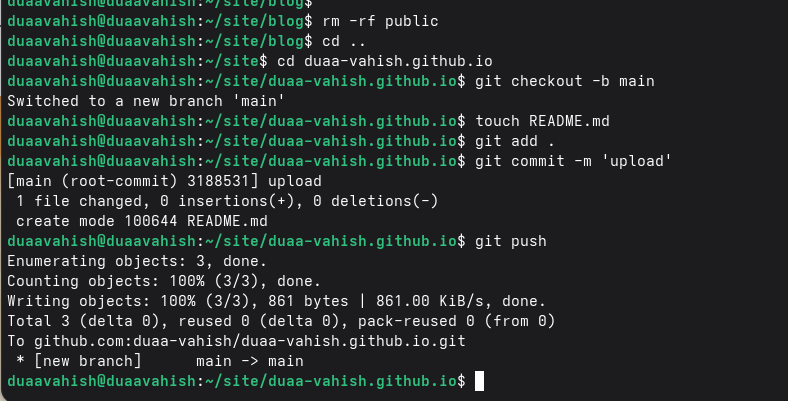 duaavahish@duaavahish:~/site/blog$
duaavahish@duaavahish:~/site/blog$ rm -rf public
duaavahish@duaavahish:~/site/blog$ cd ..
duaavahish@duaavahish:~/site$ cd duaa-vahish.github.io
duaavahish@duaavahish:~/site/duaa-vahish.github.io$ git checkout -b main
Switched to a new branch 'main'
duaavahish@duaavahish:~/site/duaa-vahish.github.io$ touch README.md
duaavahish@duaavahish:~/site/duaa-vahish.github.io$ git add .
duaavahish@duaavahish:~/site/duaa-vahish.github.io$ git commit -m 'upload'
[main (root-commit) 3188531] upload
 1 file changed, 0 insertions(+), 0 deletions(-)
 create mode 100644 README.md
duaavahish@duaavahish:~/site/duaa-vahish.github.io$ git push
Enumerating objects: 3, done.
Counting objects: 100% (3/3), done.
Writing objects: 100% (3/3), 861 bytes | 861.00 KiB/s, done.
Total 3 (delta 0), reused 0 (delta 0), pack-reused 0 (from 0)
To github.com:duaa-vahish/duaa-vahish.github.io.git
 * [new branch]      main -> main
duaavahish@duaavahish:~/site/duaa-vahish.github.io$